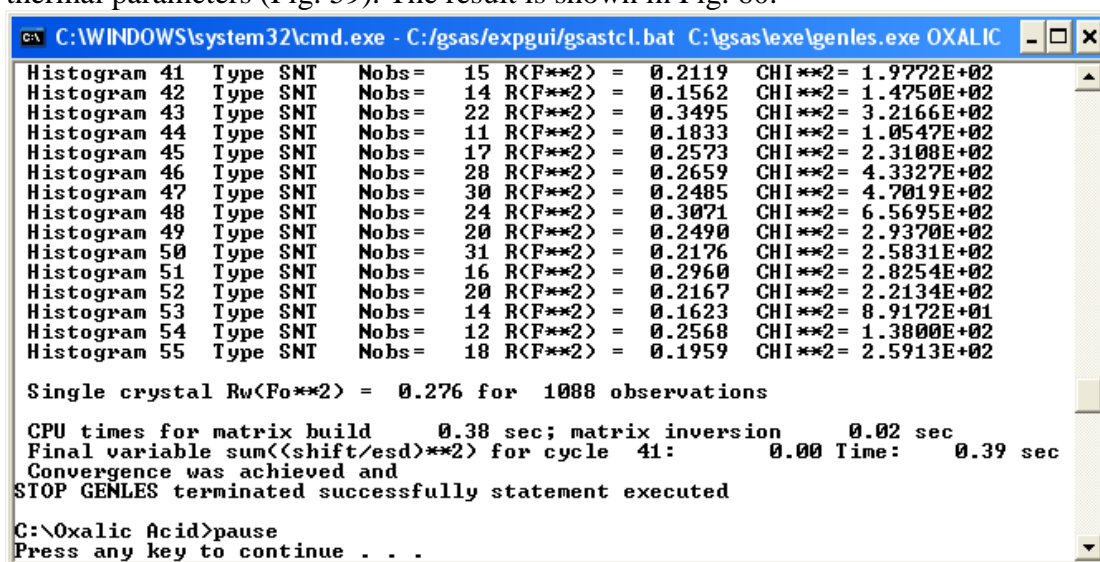 thermal parameters (Fig. 59). The result is shown in Fig. 60.
C:\WINDOWS\system32\cmd.exe - C:/gsas/expgui/gsastcl.bat C:\gsas\exe\genles.exe OXALIC
Histogram 41 Type SNT Nobs= 15 R(F**2) = 0.2119 CHI**2= 1.9772E+02
Histogram 42 Type SNT Nobs= 14 R(F**2) = 0.1562 CHI**2= 1.4750E+02
Histogram 43 Type SNT Nobs= 22 R(F**2) = 0.3495 CHI**2= 3.2166E+02
Histogram 44 Type SNT Nobs= 11 R(F**2) = 0.1833 CHI**2= 1.0547E+02
Histogram 45 Type SNT Nobs= 17 R(F**2) = 0.2573 CHI**2= 2.3108E+02
Histogram 46 Type SNT Nobs= 28 R(F**2) = 0.2659 CHI**2= 4.3327E+02
Histogram 47 Type SNT Nobs= 30 R(F**2) = 0.2485 CHI**2= 4.7019E+02
Histogram 48 Type SNT Nobs= 24 R(F**2) = 0.3071 CHI**2= 6.5695E+02
Histogram 49 Type SNT Nobs= 20 R(F**2) = 0.2490 CHI**2= 2.9370E+02
Histogram 50 Type SNT Nobs= 31 R(F**2) = 0.2176 CHI**2= 2.5831E+02
Histogram 51 Type SNT Nobs= 16 R(F**2) = 0.2960 CHI**2= 2.8254E+02
Histogram 52 Type SNT Nobs= 20 R(F**2) = 0.2167 CHI**2= 2.2134E+02
Histogram 53 Type SNT Nobs= 14 R(F**2) = 0.1623 CHI**2= 8.9172E+01
Histogram 54 Type SNT Nobs= 12 R(F**2) = 0.2568 CHI**2= 1.3800E+02
Histogram 55 Type SNT Nobs= 18 R(F**2) = 0.1959 CHI**2= 2.5913E+02
Single crystal Rw(Fo**2) = 0.276 for 1088 observations
CPU times for matrix build 0.38 sec; matrix inversion 0.02 sec
Final variable sum((shift/esd)**2) for cycle 41: 0.00 Time: 0.39 sec
Convergence was achieved and
STOP GENLES terminated successfully statement executed
C:\Oxalic Acid>pause
Press any key to continue . . .